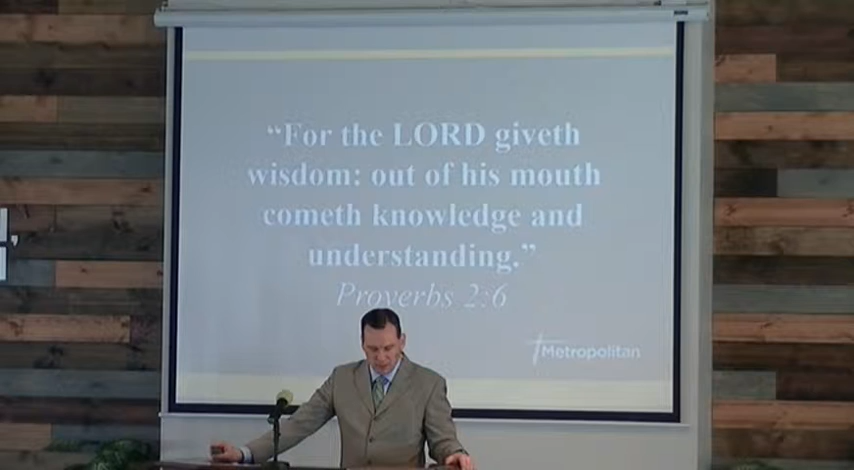 “For the LORD giveth
wisdom: out of his mouth
cometh knowledge and
understanding.”
Proverbs 2:6
Metropolitan